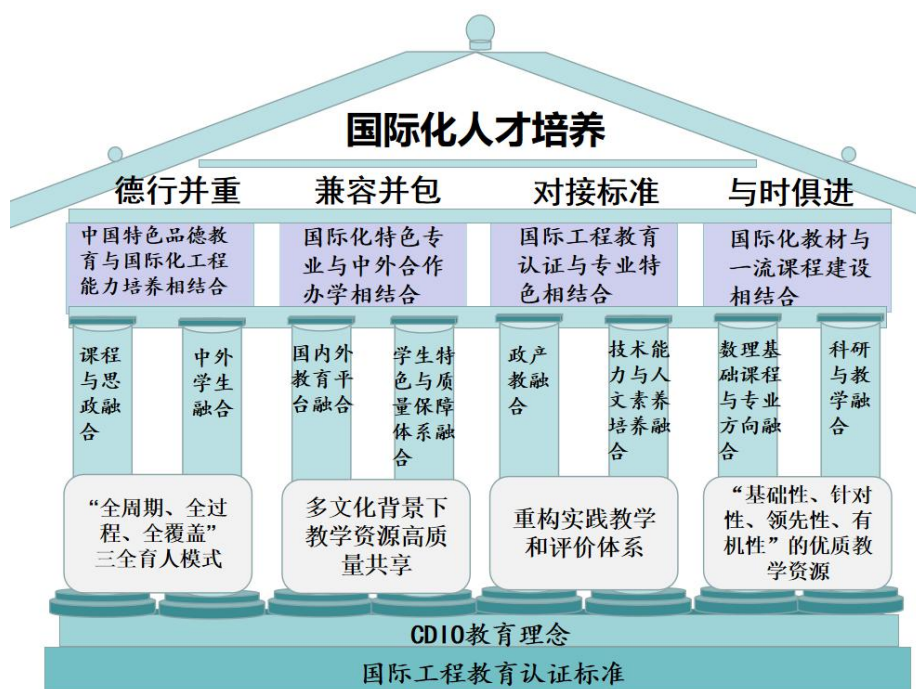 国际化人才培养
德行并重
兼容并包
对接标准
与时俱进
中国特色品德教
育与国际化工程
能力培养相结合
国际化特色专
业与中外合作
办学相结合
国际工程教育
认证与专业特
色相结合
国际化教材与
一流课程建设
相结合
课程
与思
政融
合
中外
学生
融合
国内外
教育平
台融合
学生特
色与质
量保障
体系融
合
政产
教融
合
技术能
力与人
文素养
培养融
合
数理基
础课程
与专业
方向融
合
科研
与教
学融
合
“全周期、全过
程、全覆盖”
三全育人模式
多文化背景下
教学资源高质
量共享
重构实践教学
和评价体系
“基础性、针对
性、领先性、有
机性”的优质教
学资源
CDIO教育理念
国际工程教育认证标准